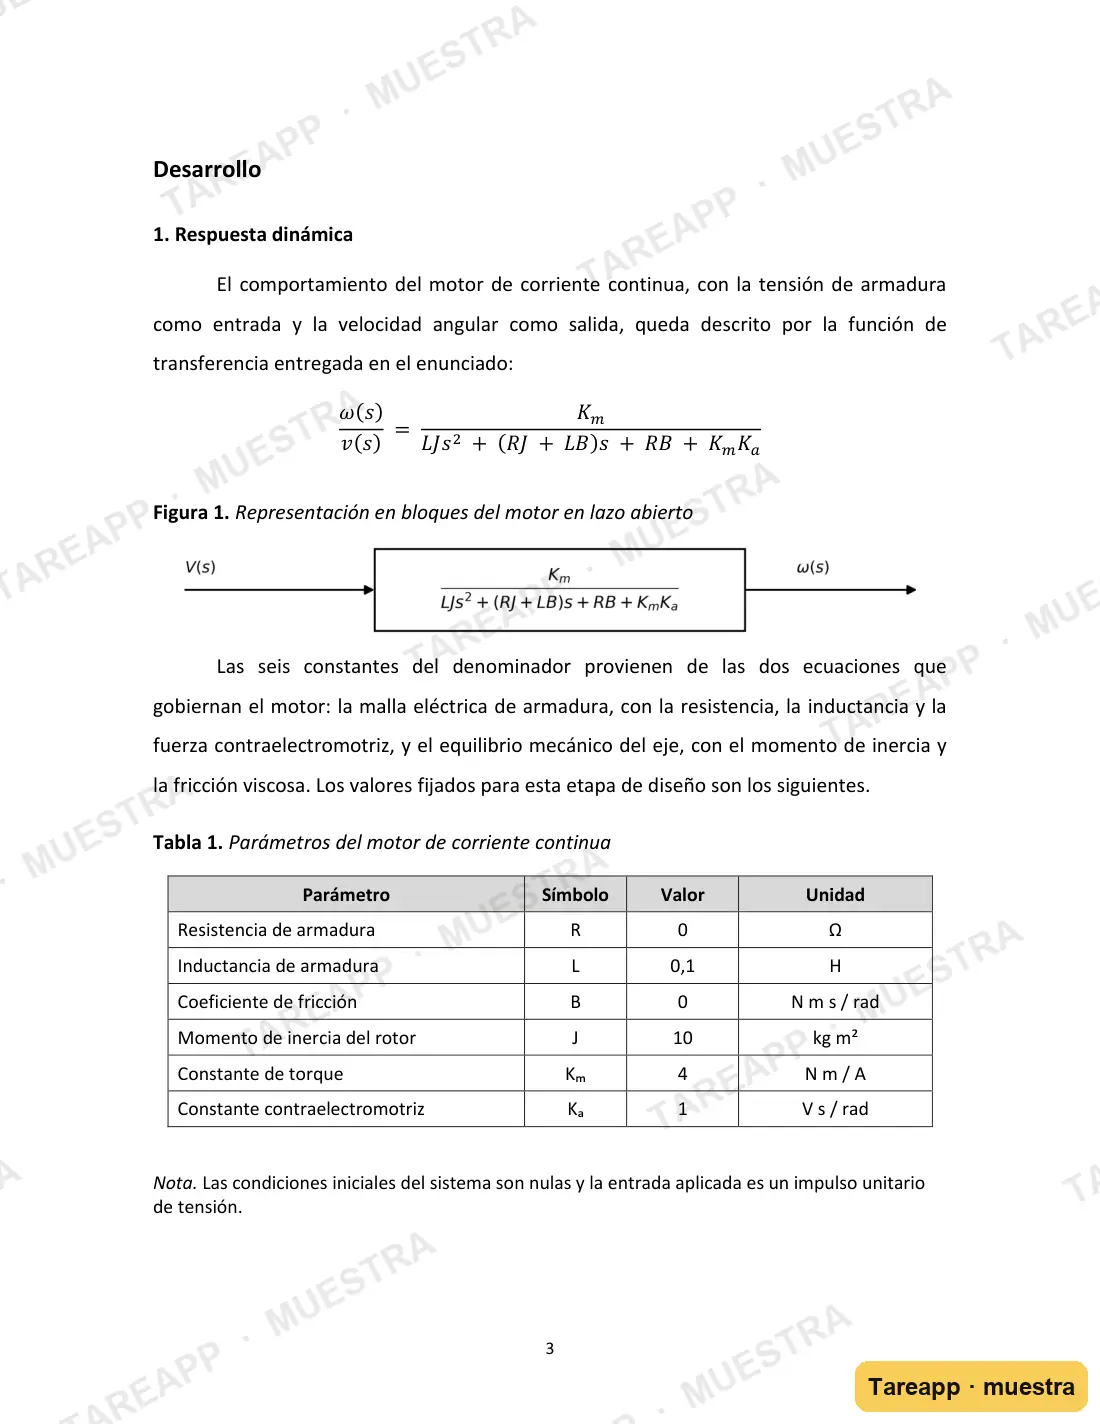 Desarrollo
1. Respuesta dinámica
El comportamiento del motor de corriente continua, con la tensión de armadura
como entrada y la velocidad angular como salida, queda descrito por la función de
transferencia entregada en el enunciado:
ω(s)/v(s) = K_m / (LJs² + (RJ + LB)s + RB + K_mK_a)
Figura 1. Representación en bloques del motor en lazo abierto
V(s)
K_m / (LJs² + (RJ + LB)s + RB + K_mK_a)
ω(s)
Las seis constantes del denominador provienen de las dos ecuaciones que
gobiernan el motor: la malla eléctrica de armadura, con la resistencia, la inductancia y la
fuerza contraelectromotriz, y el equilibrio mecánico del eje, con el momento de inercia y
la fricción viscosa. Los valores fijados para esta etapa de diseño son los siguientes.
Tabla 1. Parámetros del motor de corriente continua
Parámetro Símbolo Valor Unidad
Resistencia de armadura R 0 Ω
Inductancia de armadura L 0,1 H
Coeficiente de fricción B 0 N m s / rad
Momento de inercia del rotor J 10 kg m²
Constante de torque Kₘ 4 N m / A
Constante contraelectromotriz Kₐ 1 V s / rad
Nota. Las condiciones iniciales del sistema son nulas y la entrada aplicada es un impulso unitario
de tensión.
3
Tareapp · muestra
TAREAPP · MUESTRA